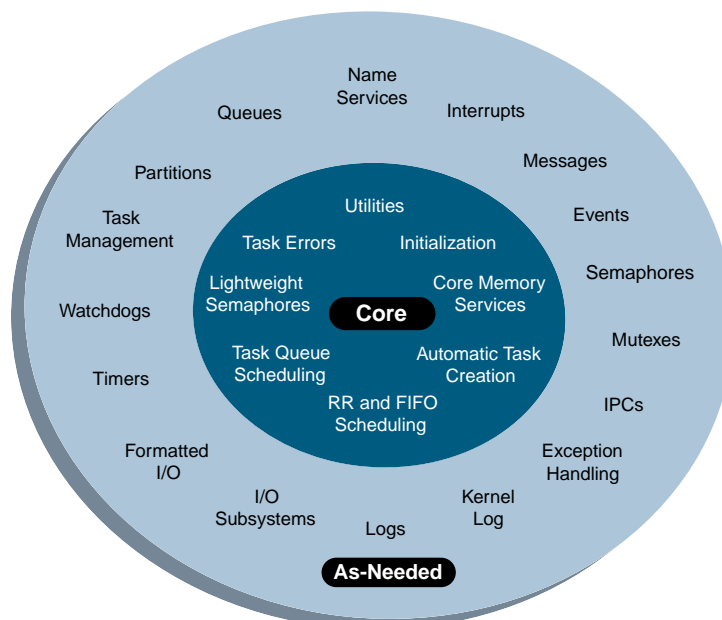 Name
Services
Queues
Interrupts
Partitions
Messages
Task
Management
Events
Semaphores
Watchdogs
Mutexes
Timers
IPCs
Formatted
I/O
Exception
Handling
I/O
Subsystems
Kernel
Log
Logs
As-Needed
Utilities
Task Errors
Initialization
Lightweight
Semaphores
Core Memory
Services
Core
Task Queue
Scheduling
Automatic Task
Creation
RR and FIFO
Scheduling